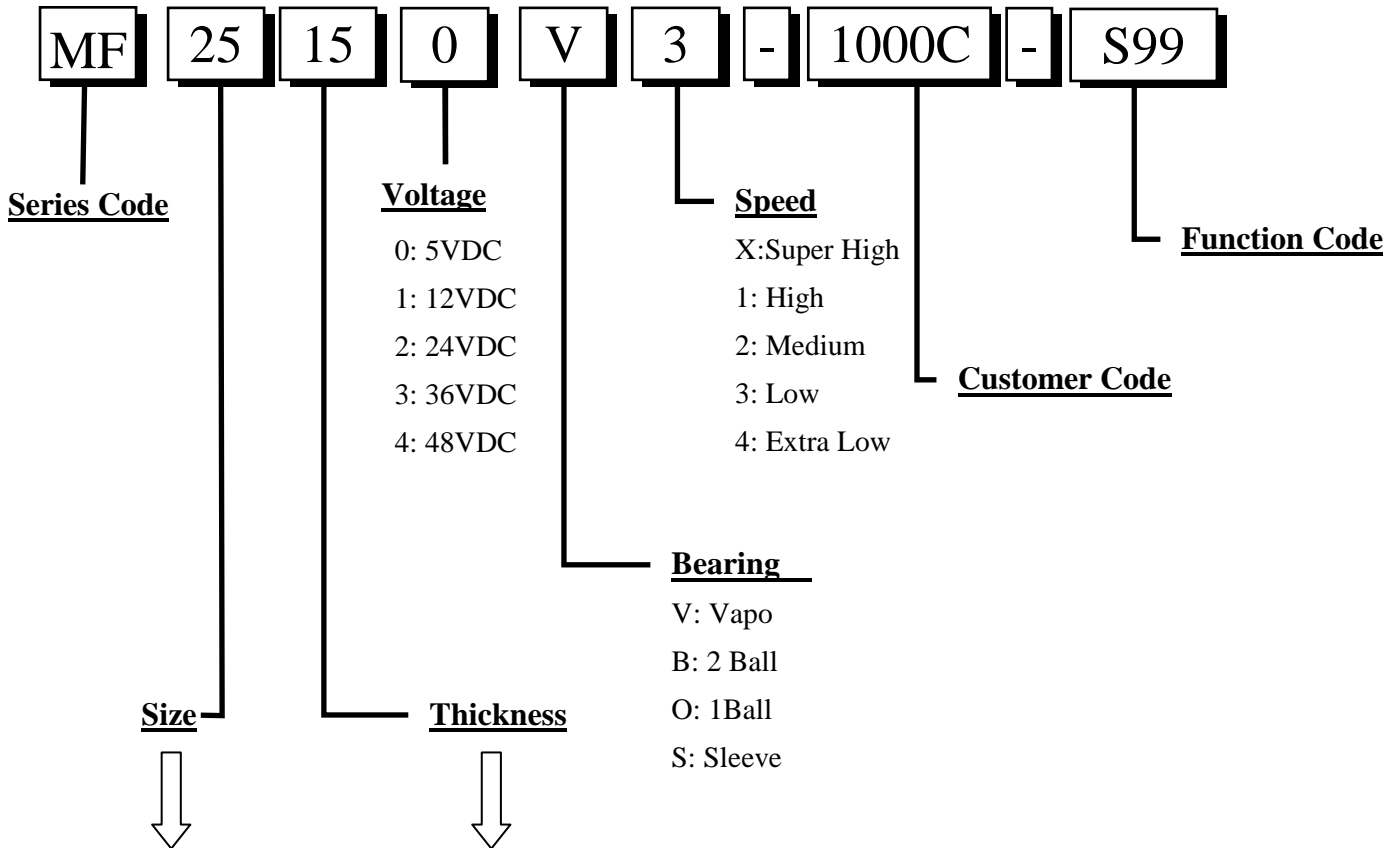 MF 25 15 0 V 3 - 1000C - S99
Series Code
Voltage
0: 5VDC
1: 12VDC
2: 24VDC
3: 36VDC
4: 48VDC
Speed
X:Super High
1: High
2: Medium
3: Low
4: Extra Low
Function Code
Customer Code
Bearing
V: Vapo
B: 2 Ball
O: 1Ball
S: Sleeve
Size
Thickness